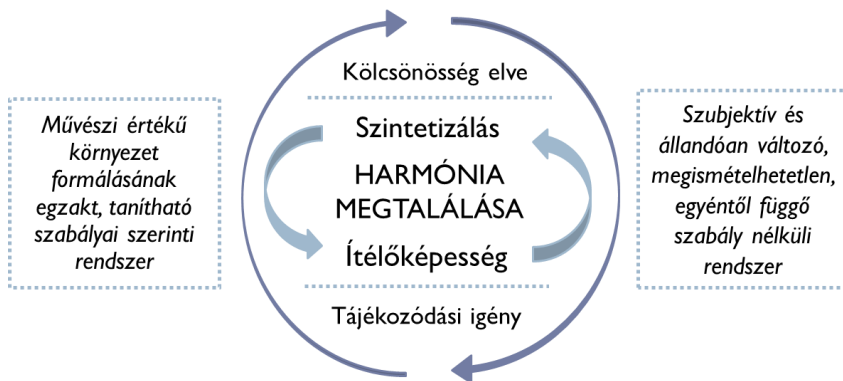 Kölcsönösség elve
Művészi értékű
környezet
formálásának
egzakt, tanítható
szabályai szerinti
rendszer
Szintetizálás
HARMÓNIA
MEGTALÁLÁSA
Ítélőképesség
Tájékozódási igény
Szubjektív és
állandóan változó,
megismételhetetlen,
egyéntől függő
szabály nélküli
rendszer